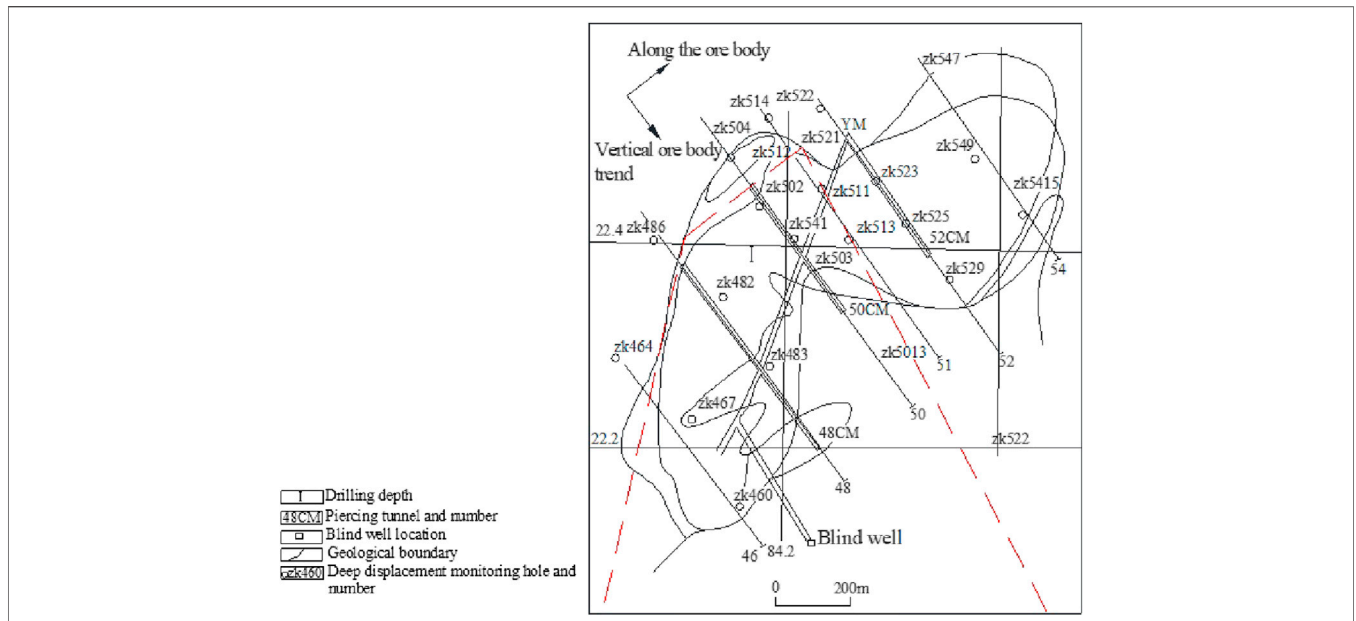 Along the ore body
zk547
zk522
zk514
YM
zk504
zk521
Vertical ore body
trend
zk512
zk549
zk523
zk502
zk511
zk5415
zk525
22.4
zk486
zk541
zk513
52CM
zk503
54
zk529
zk482
50CM
zk464
zk483
zk5013
51
52
zk467
50
22.2
48CM
zk522
48
zk460
Blind well
46
84.2
0
200m
Drilling depth
48CM
Piercing tunnel and number
Blind well location
Geological boundary
zk460
Deep displacement monitoring hole and
number